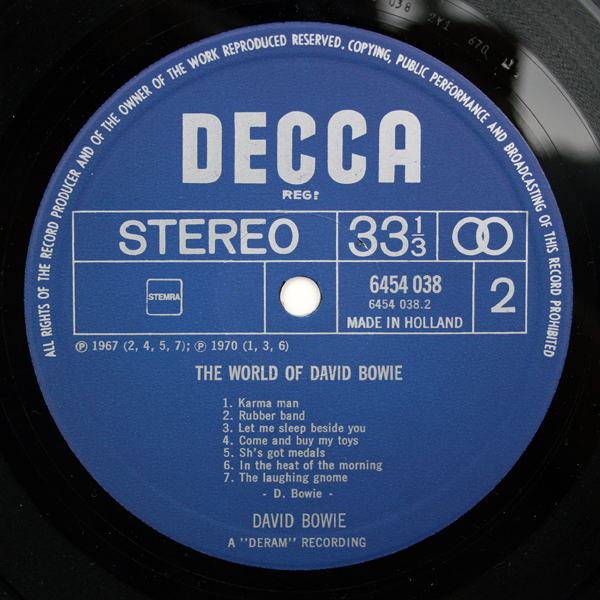 ALL RIGHTS OF THE RECORD PRODUCER AND OF THE OWNER OF THE WORK REPRODUCED RESERVED. COPYING, PUBLIC PERFORMANCE AND BROADCASTING OF THIS RECORD PROHIBITED
DECCA
REGD
STEREO
33 1/3
STEMRA
6454 038
6454 038.2
MADE IN HOLLAND
2
℗ 1967 (2, 4, 5, 7); ℗ 1970 (1, 3, 6)
THE WORLD OF DAVID BOWIE
1. Karma man
2. Rubber band
3. Let me sleep beside you
4. Come and buy my toys
5. Sh's got medals
6. In the heat of the morning
7. The laughing gnome
- D. Bowie -
DAVID BOWIE
A "DERAM" RECORDING